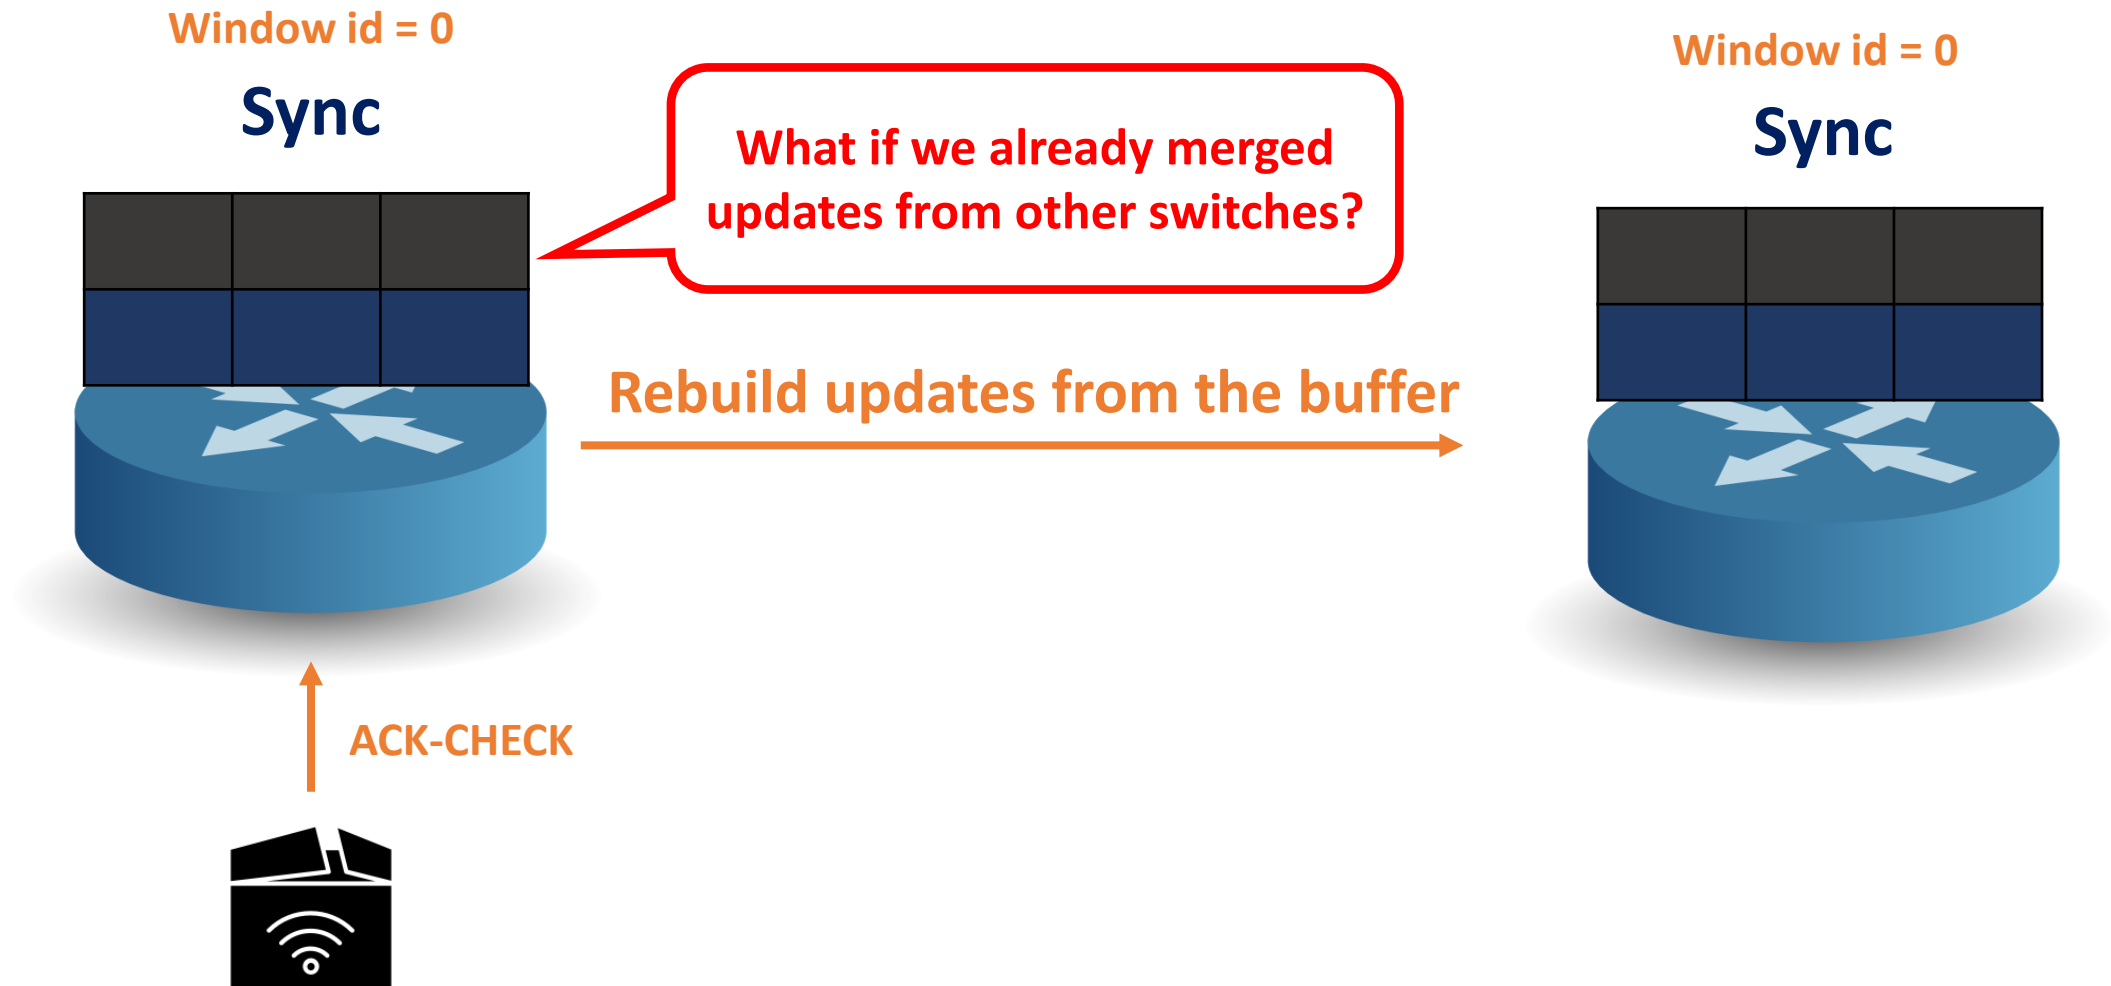 Window id = 0
Sync
What if we already merged
updates from other switches?
Rebuild updates from the buffer
ACK-CHECK
Window id = 0
Sync